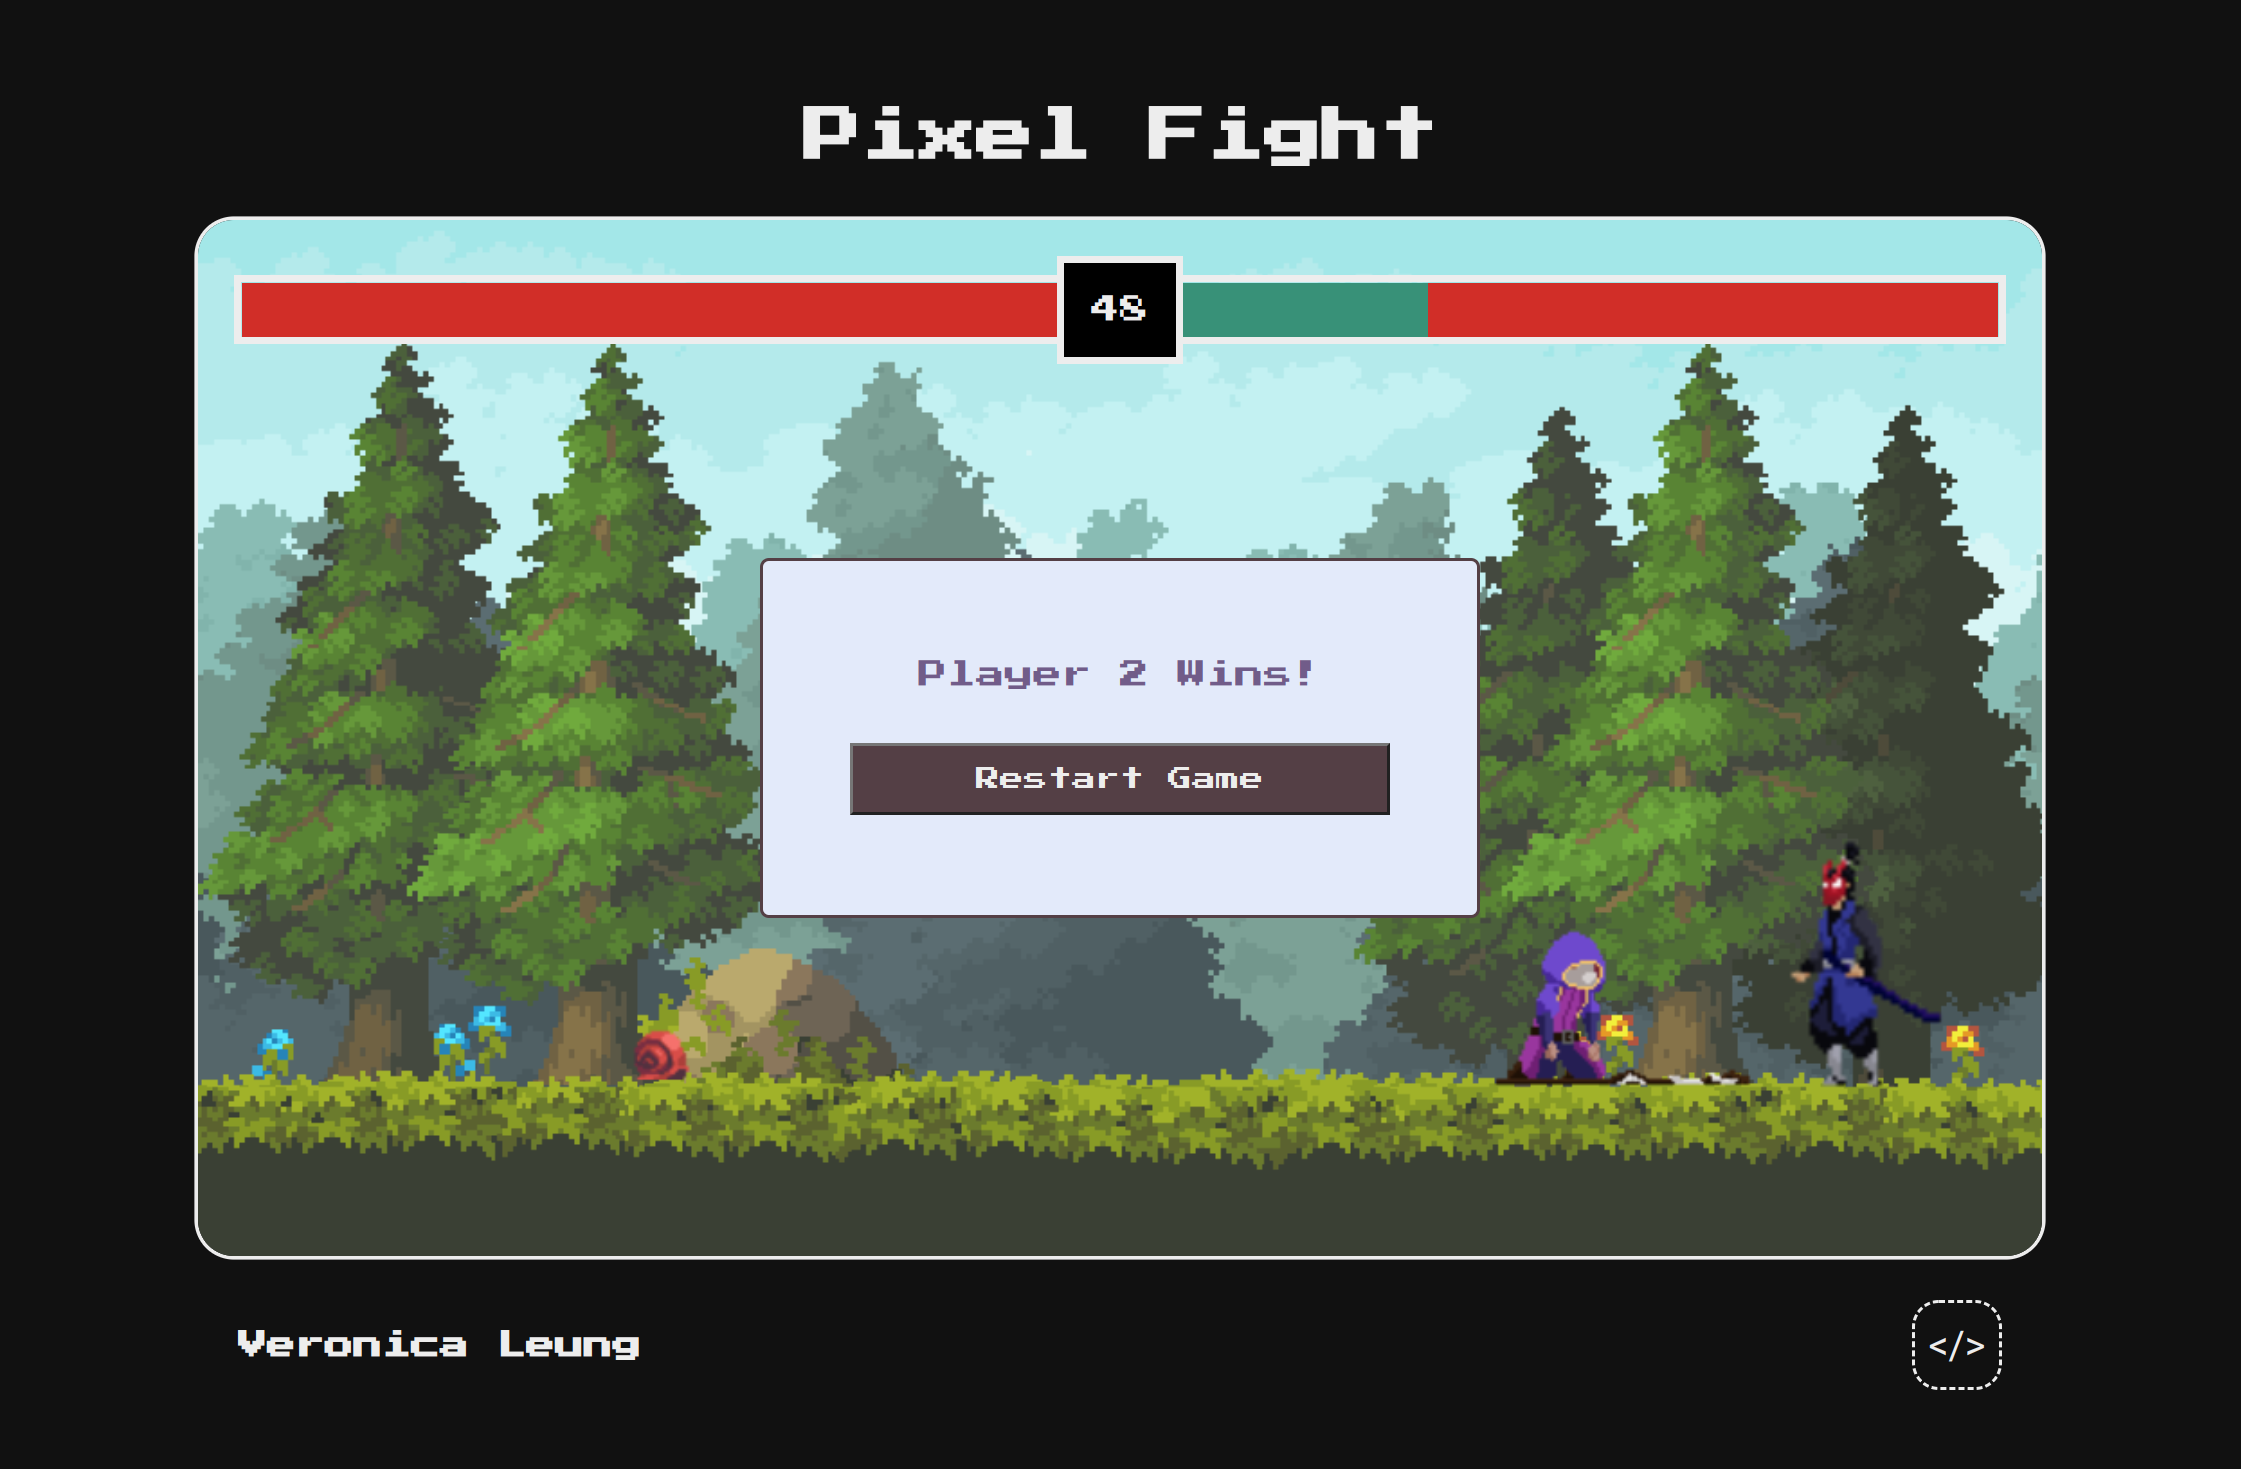 Pixel Fight
48
Player 2 Wins!
Restart Game
Veronica Leung
</>